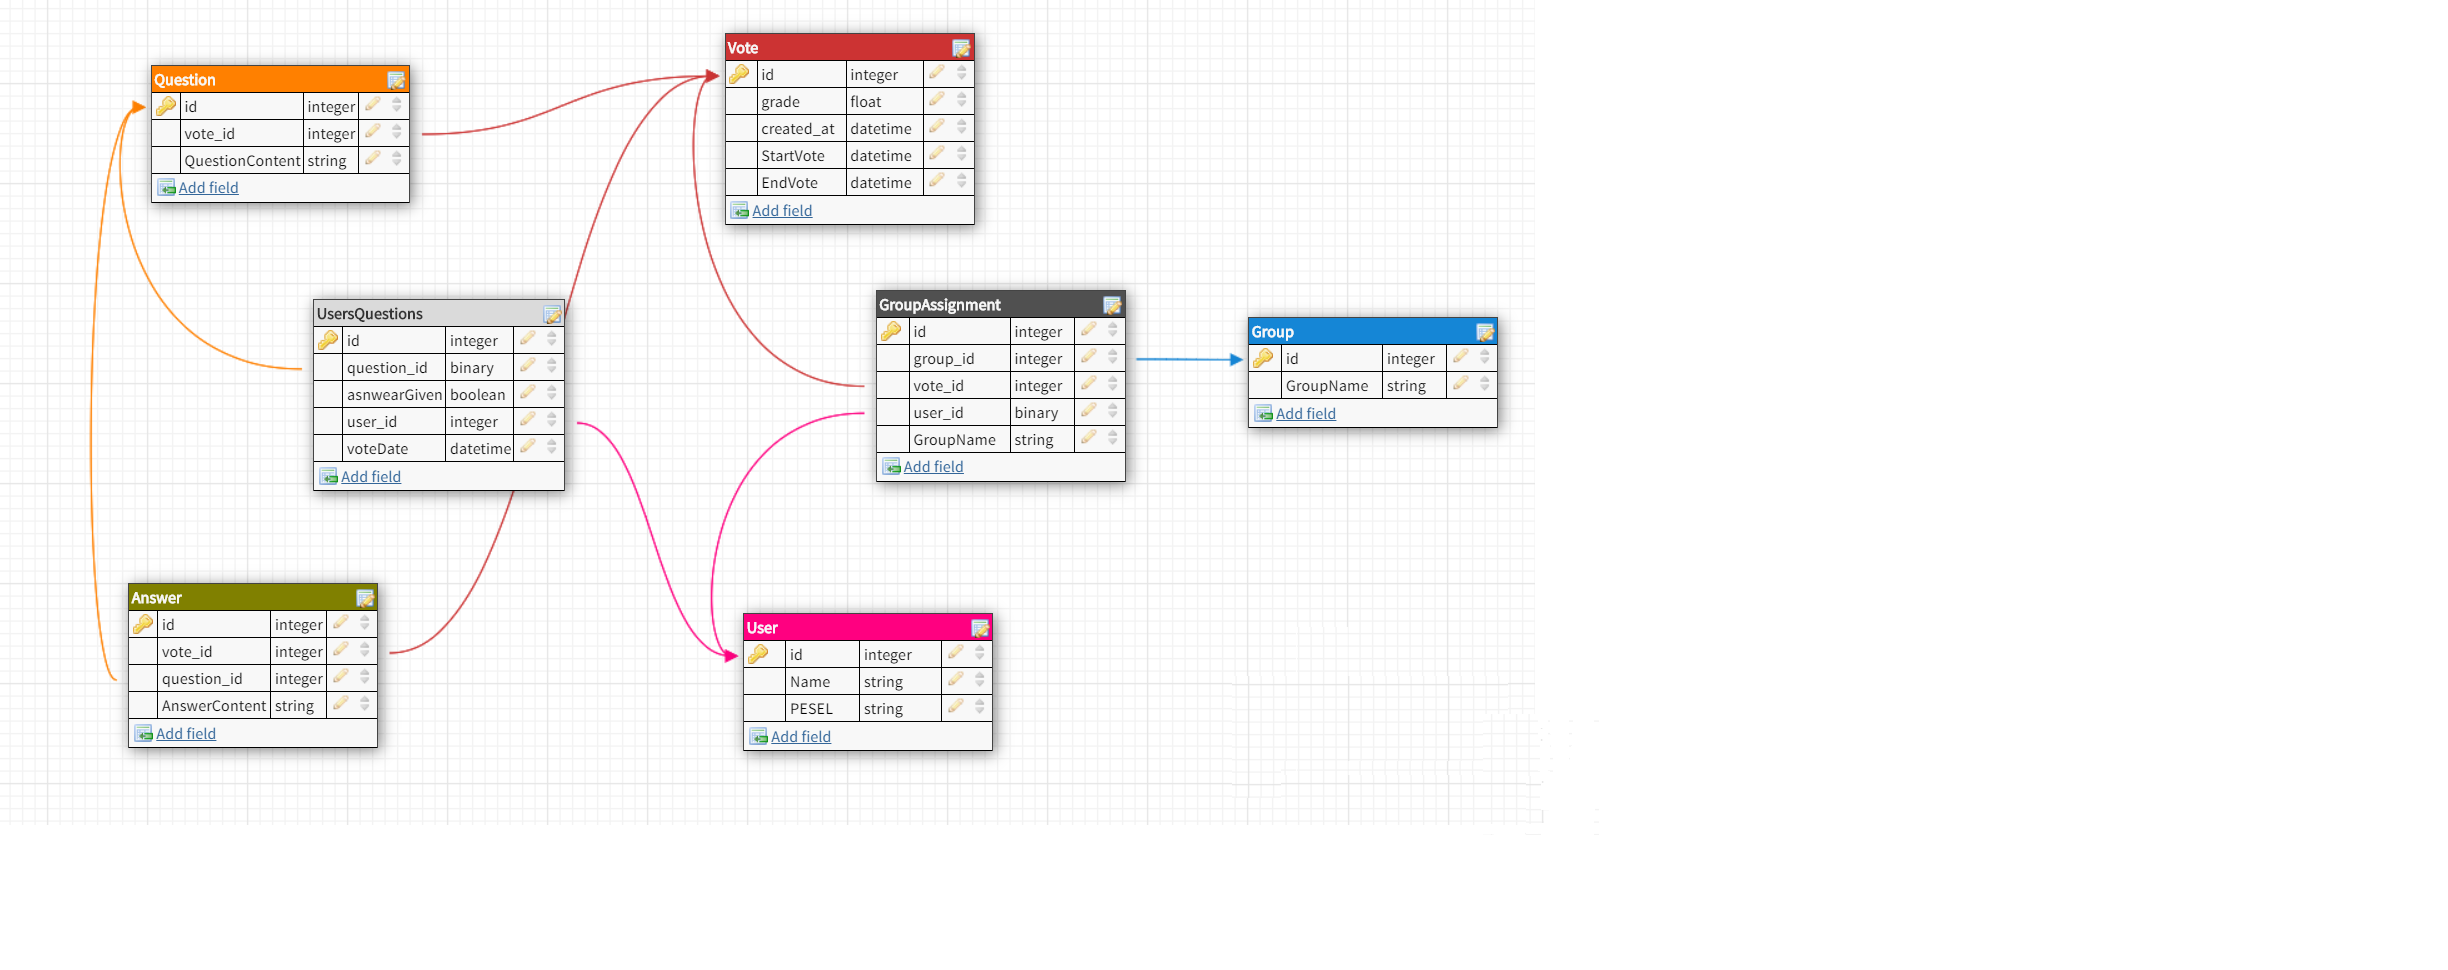 Question
id integer
vote_id integer
QuestionContent string
Add field
Vote
id integer
grade float
created_at datetime
StartVote datetime
EndVote datetime
Add field
UsersQuestions
id integer
question_id binary
asnwearGiven boolean
user_id integer
voteDate datetime
Add field
GroupAssignment
id integer
group_id integer
vote_id integer
user_id binary
GroupName string
Add field
Group
id integer
GroupName string
Add field
Answer
id integer
vote_id integer
question_id integer
AnswerContent string
Add field
User
id integer
Name string
PESEL string
Add field